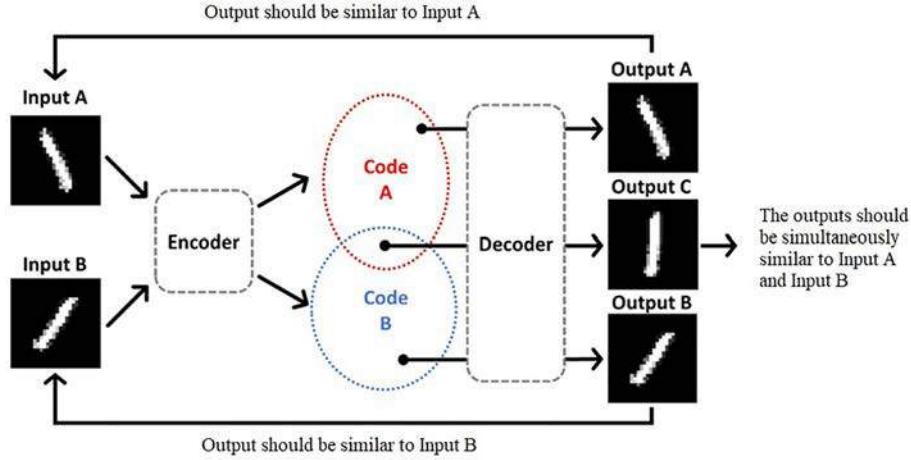 Output should be similar to Input A
Input A
Output A
Code
A
Output C
Encoder
Decoder
The outputs should
be simultaneously
similar to Input A
and Input B
Input B
Code
B
Output B
Output should be similar to Input B